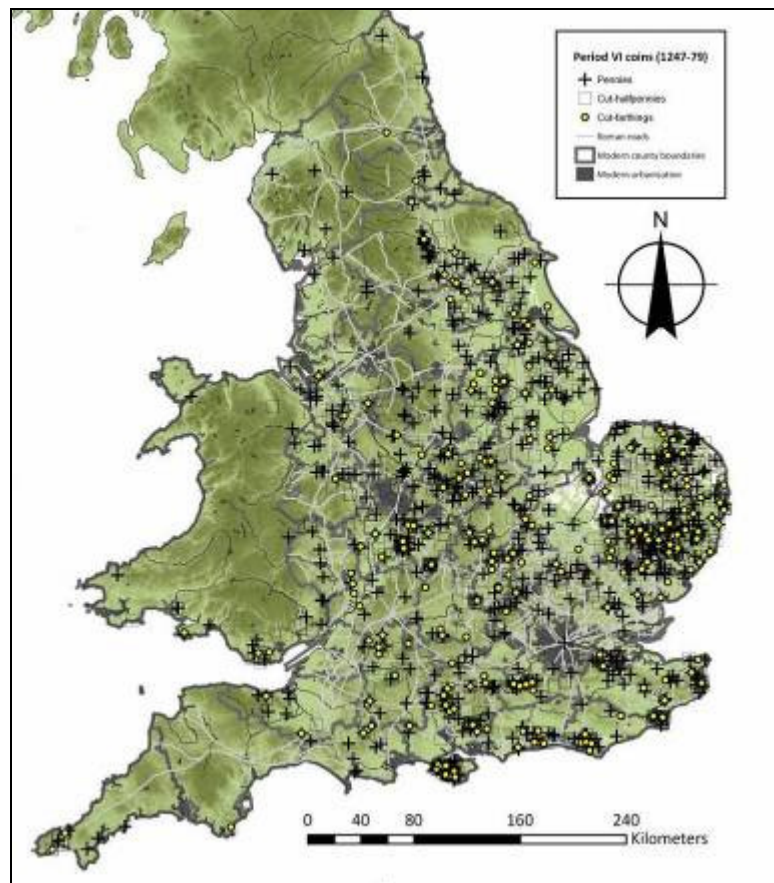 Period VI coins (1247-79)
Pennies
Cut-halfpennies
Cut-farthings
Roman roads
Modern county boundaries
Modern urbanisation
N
0 40 80 160 240
Kilometers